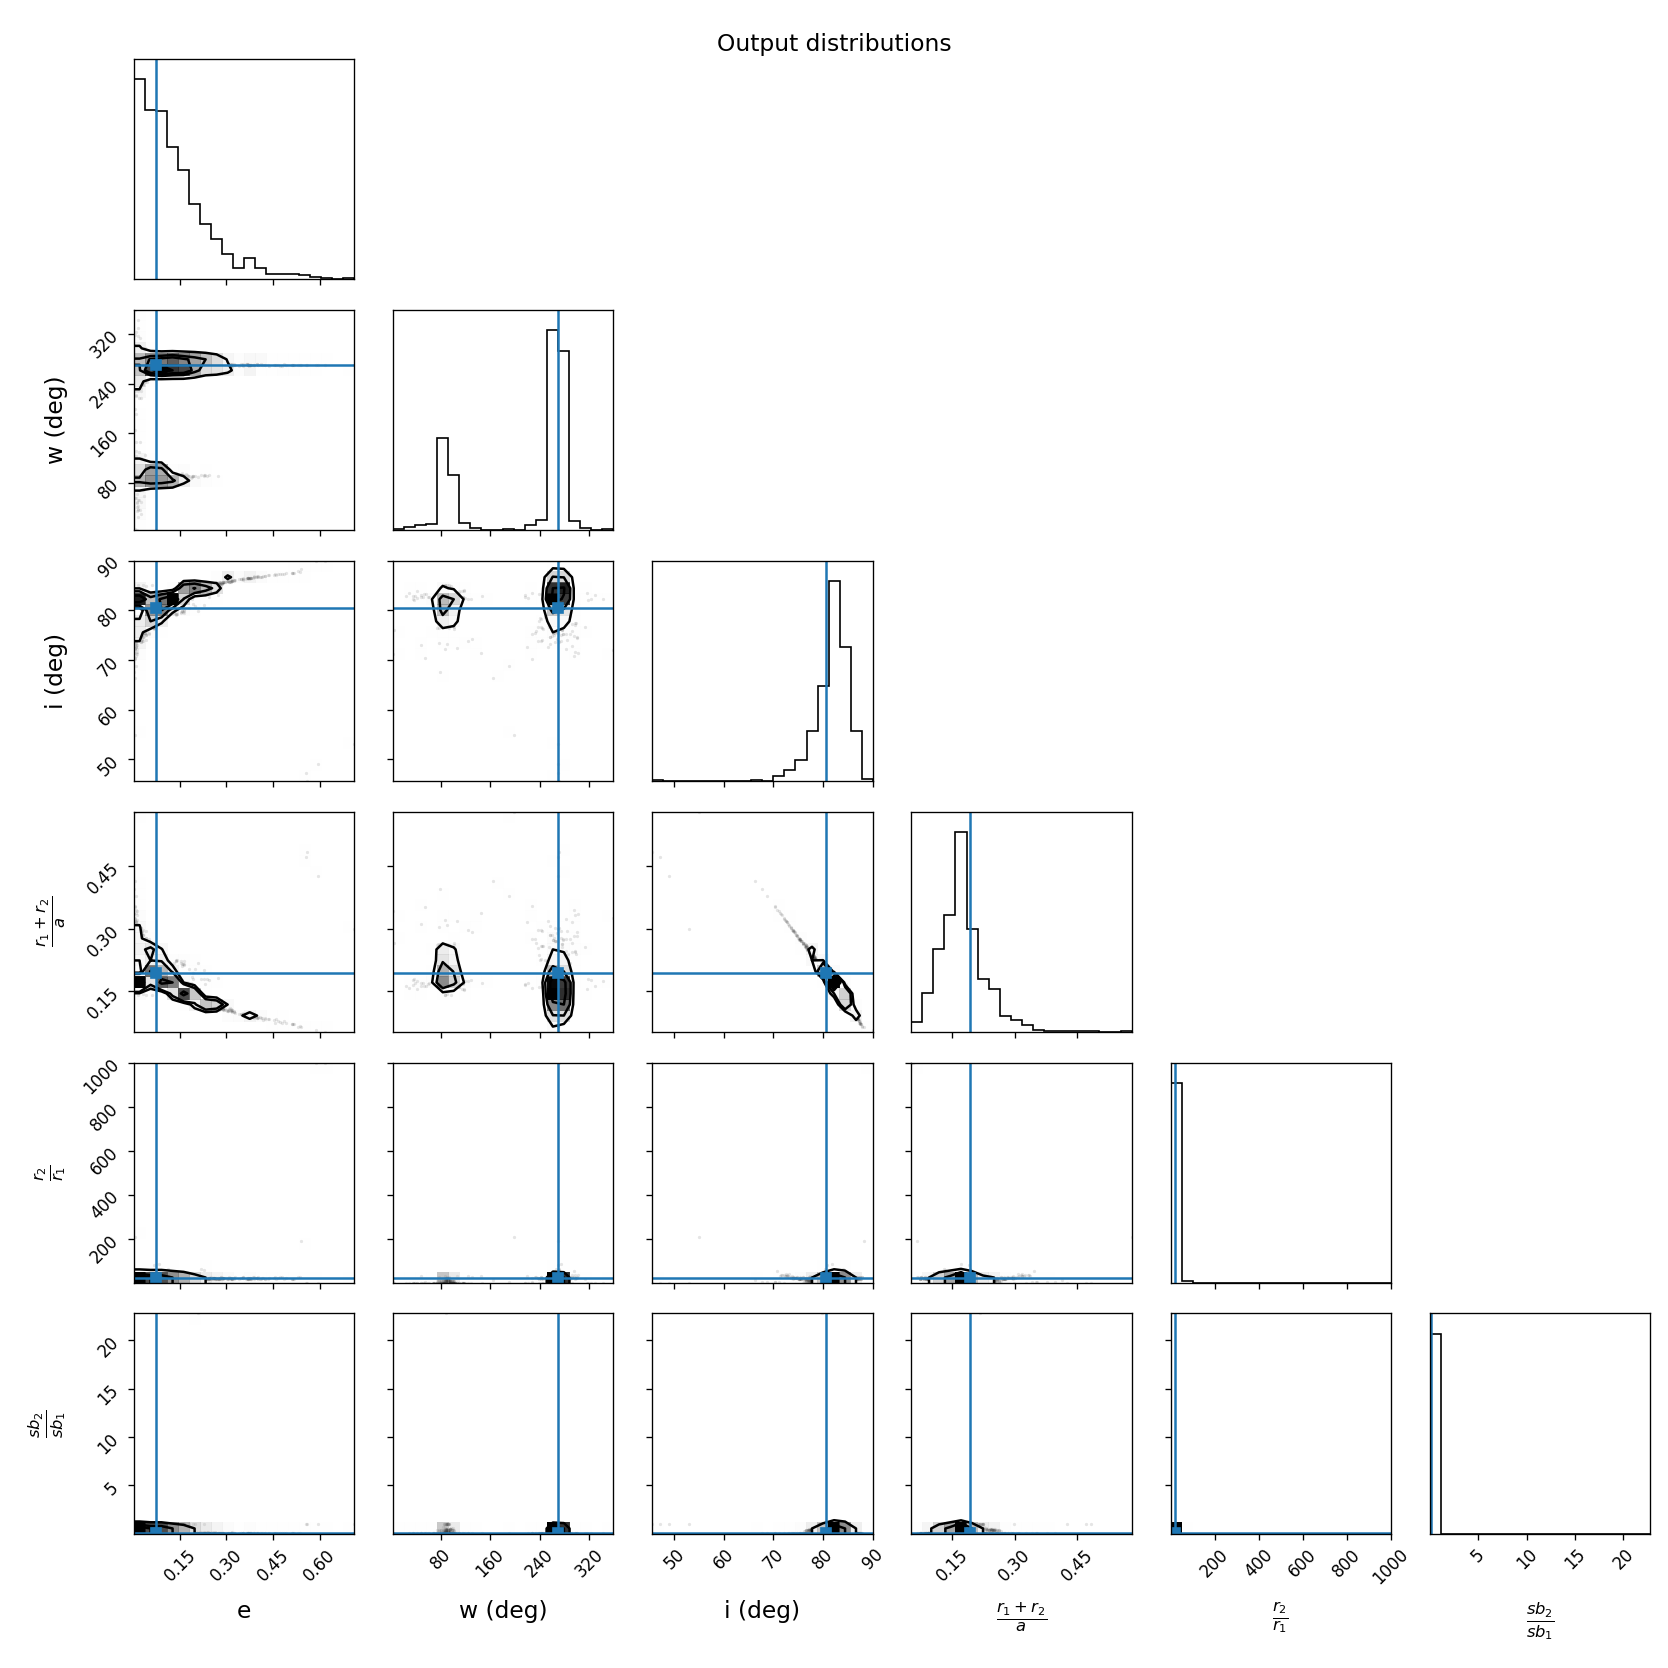 Output distributions
w (deg)
320
240
160
80
i (deg)
90
80
70
60
50
r₁ + r₂
a
0.45
0.30
0.15
r₂
r₁
1000
800
600
400
200
sb₂
sb₁
20
15
10
5
0.15 0.30 0.45 0.60 80 160 240 320 50 60 70 80 90 0.15 0.30 0.45 200 400 600 800 1000 5 10 15 20
e w (deg) i (deg) r₁ + r₂ r₂ sb₂
a r₁ sb₁